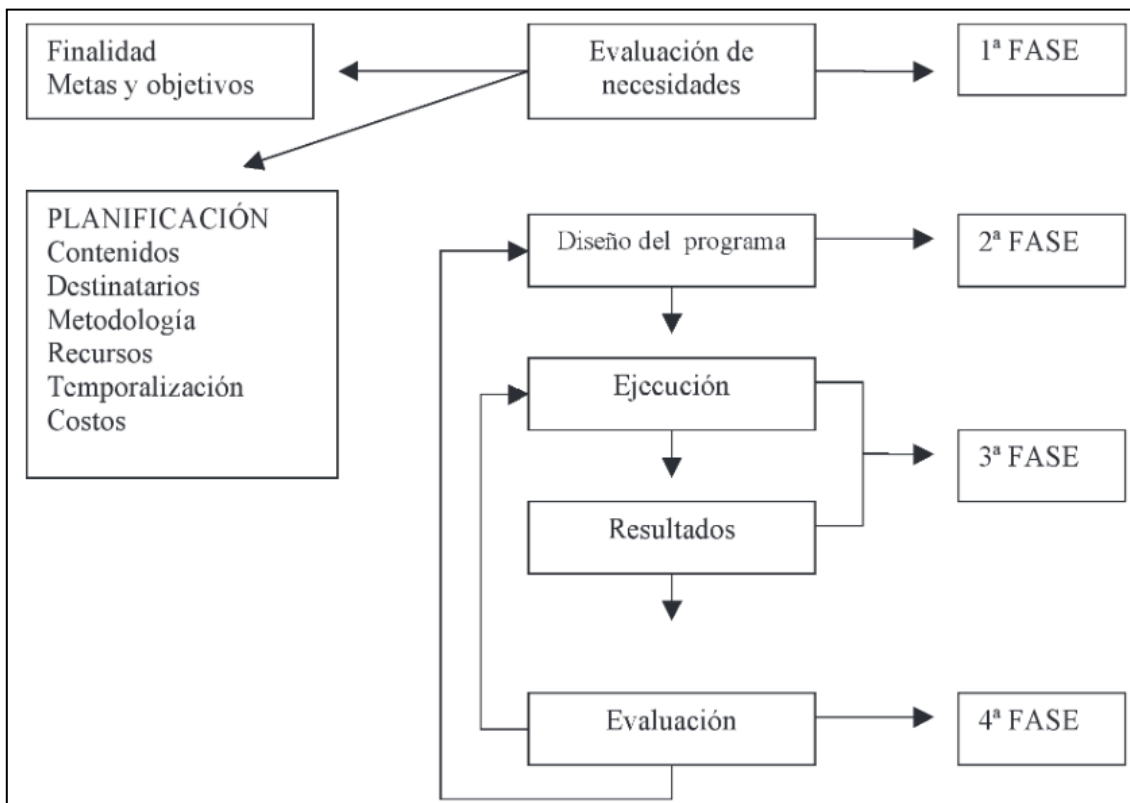 Finalidad
Metas y objetivos
Evaluación de
necesidades
1ª FASE
PLANIFICACIÓN
Contenidos
Destinatarios
Metodología
Recursos
Temporalización
Costos
Diseño del programa
2ª FASE
Ejecución
3ª FASE
Resultados
Evaluación
4ª FASE